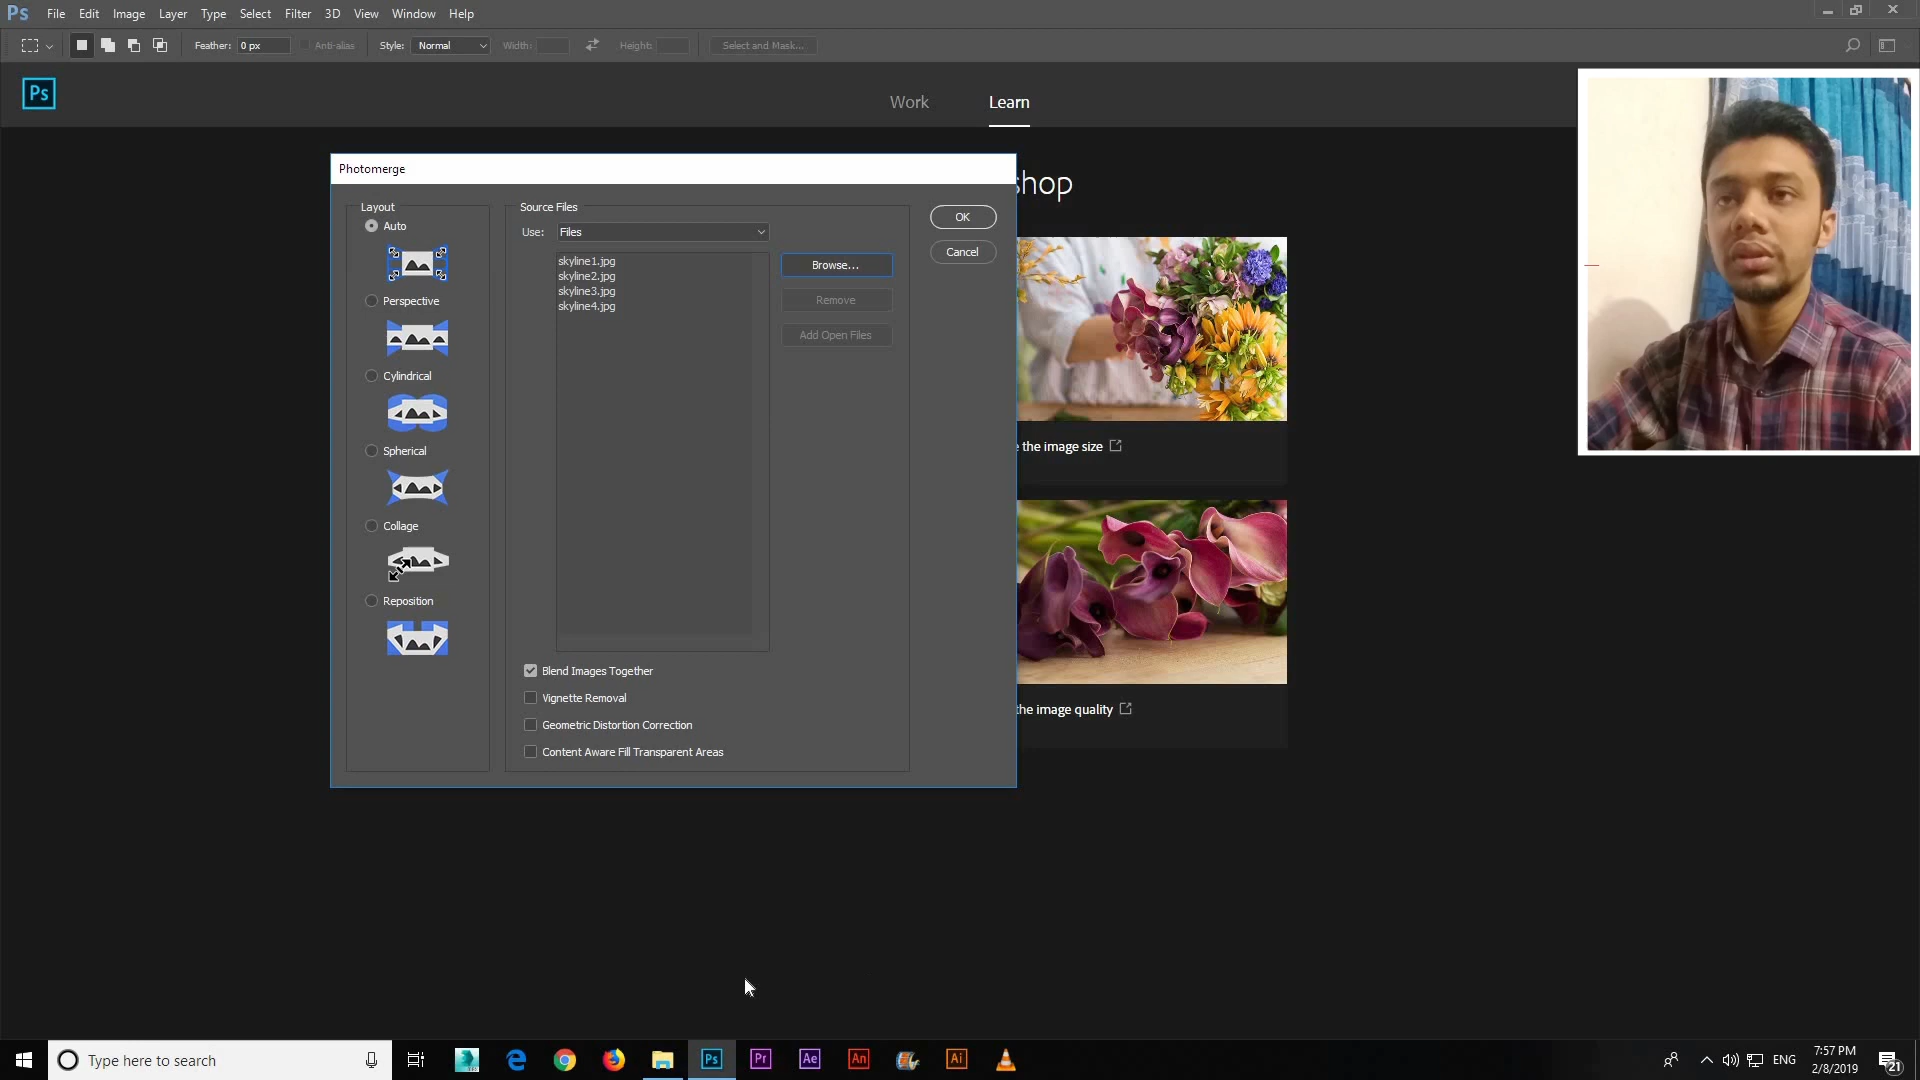 Ps File Edit Image Layer Type Select Filter 3D View Window Help
Feather: 0 px Anti-alias Style: Normal Width: Height: Select and Mask...
Ps
Work Learn
Photomerge
shop
Layout
Auto
Perspective
Cylindrical
Spherical
Collage
Reposition
Source Files
Use: Files
skyline1.jpg
skyline2.jpg
skyline3.jpg
skyline4.jpg
Browse...
Remove
Add Open Files
OK
Cancel
Blend Images Together
Vignette Removal
Geometric Distortion Correction
Content Aware Fill Transparent Areas
the image size
the image quality
Type here to search
Ps Pr Ae An Ai
ENG
7:57 PM
2/8/2019
21